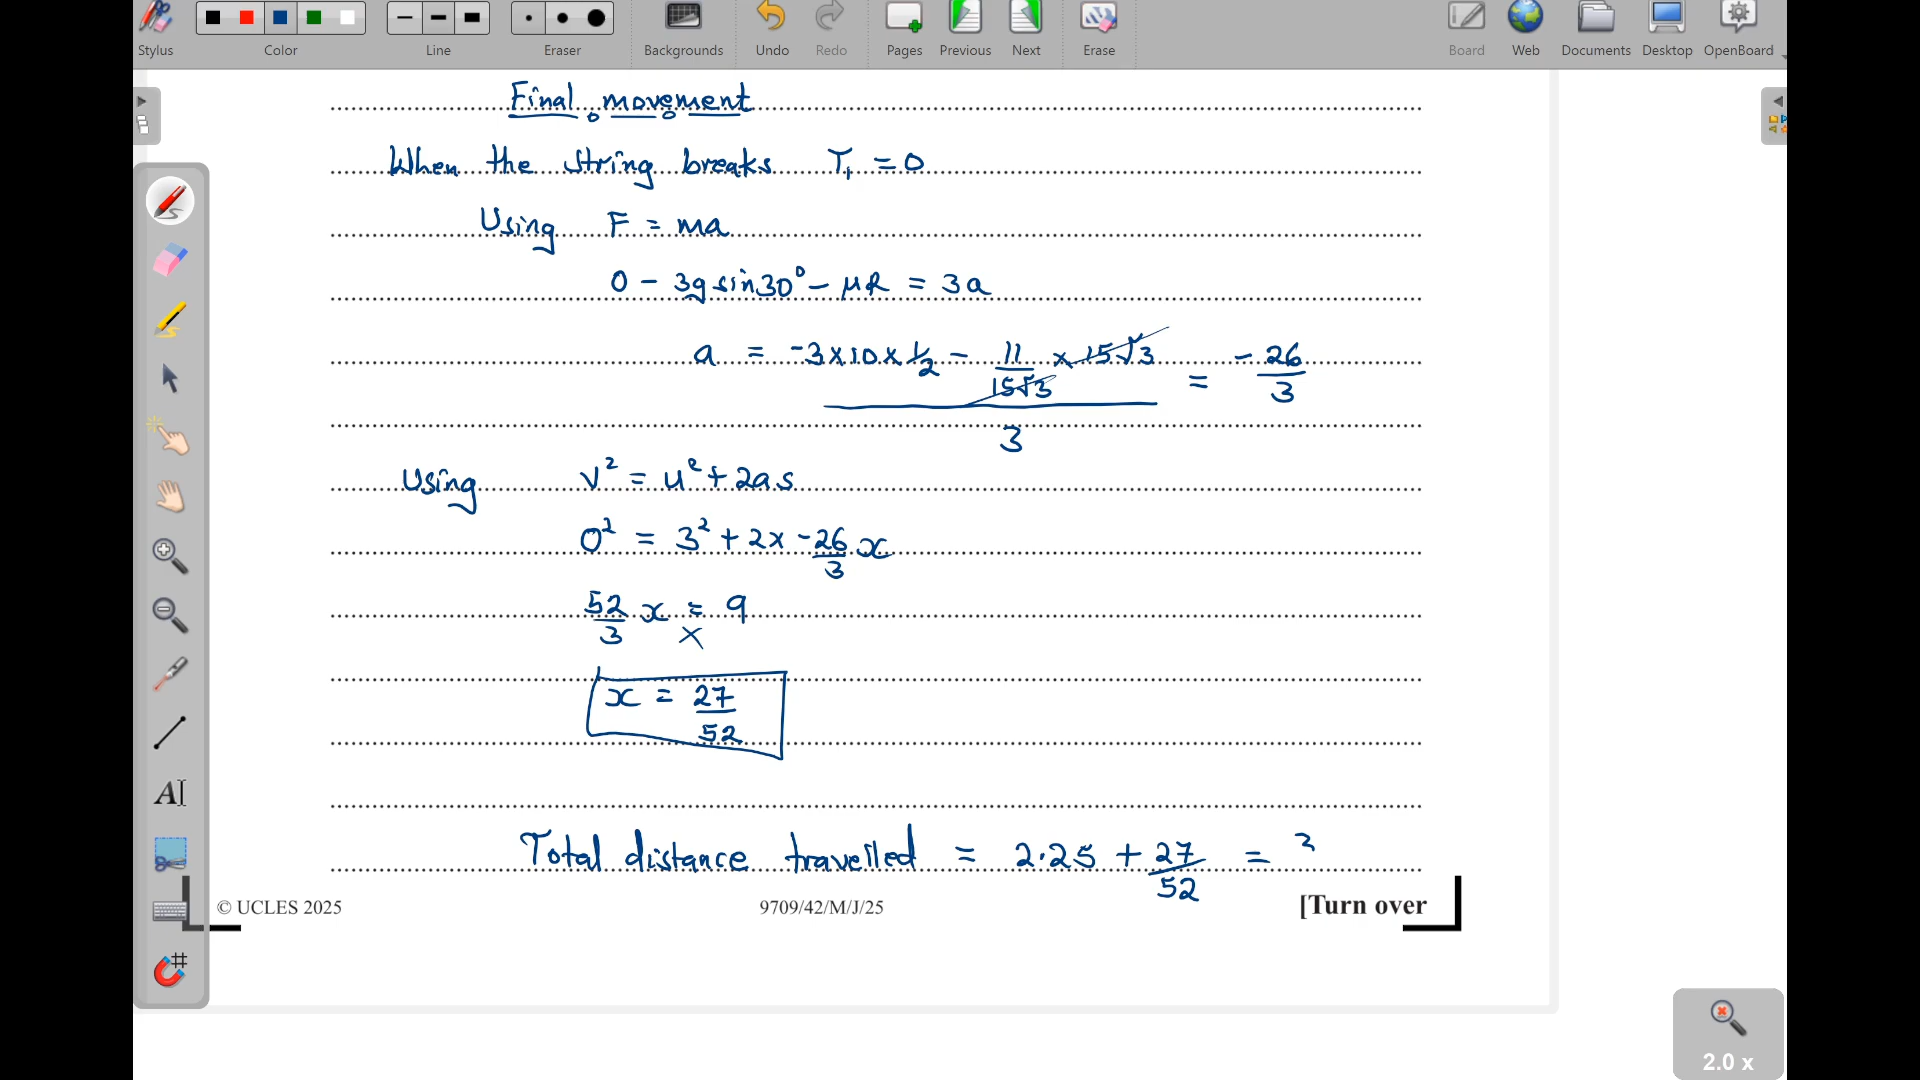 Stylus Color Line Eraser Backgrounds Undo Redo Pages Previous Next Erase Board Web Documents Desktop OpenBoard
Final movement
When the string breaks T₁ = 0
Using F = ma
0 - 3g sin30° - μR = 3a
a = (-3×10×1/2 - 11/(15√3) × 15√3)/3 = -26/3
Using v² = u² + 2as
0² = 3² + 2x -26/3 x
52/3 x = 9
x
x = 27/52
Total distance travelled = 2.25 + 27/52 = 2
© UCLES 2025 9709/42/M/J/25 [Turn over
AI
2.0 x